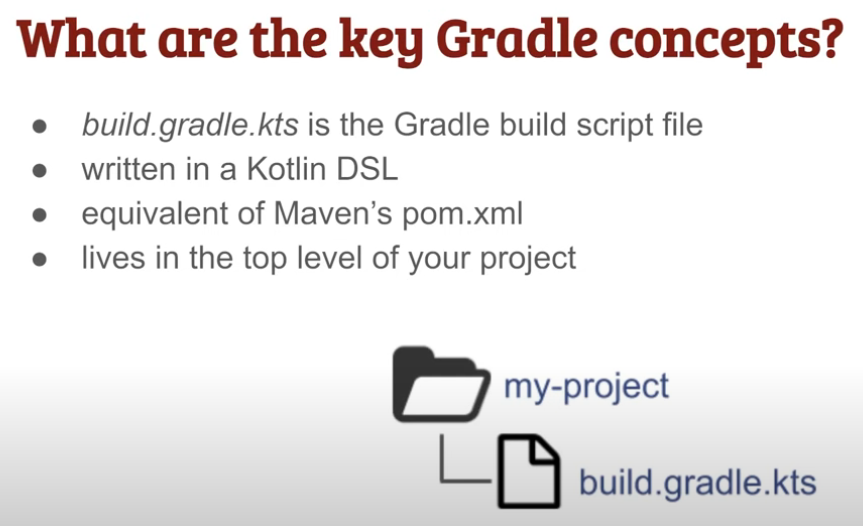 What are the key Gradle concepts?
● build.gradle.kts is the Gradle build script file
● written in a Kotlin DSL
● equivalent of Maven’s pom.xml
● lives in the top level of your project
my-project
build.gradle.kts